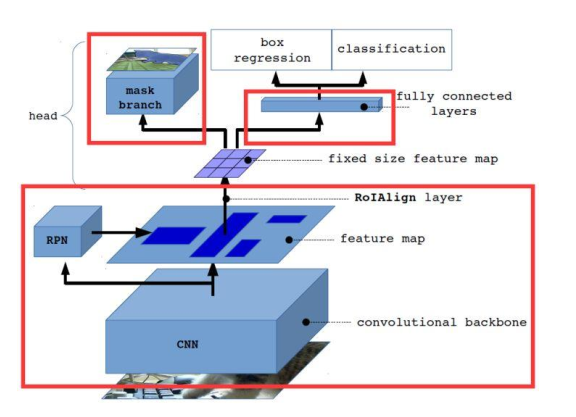 box
regression
classification
mask
branch
fully connected
layers
head
fixed size feature map
RoIAlign layer
RPN
feature map
convolutional backbone
CNN